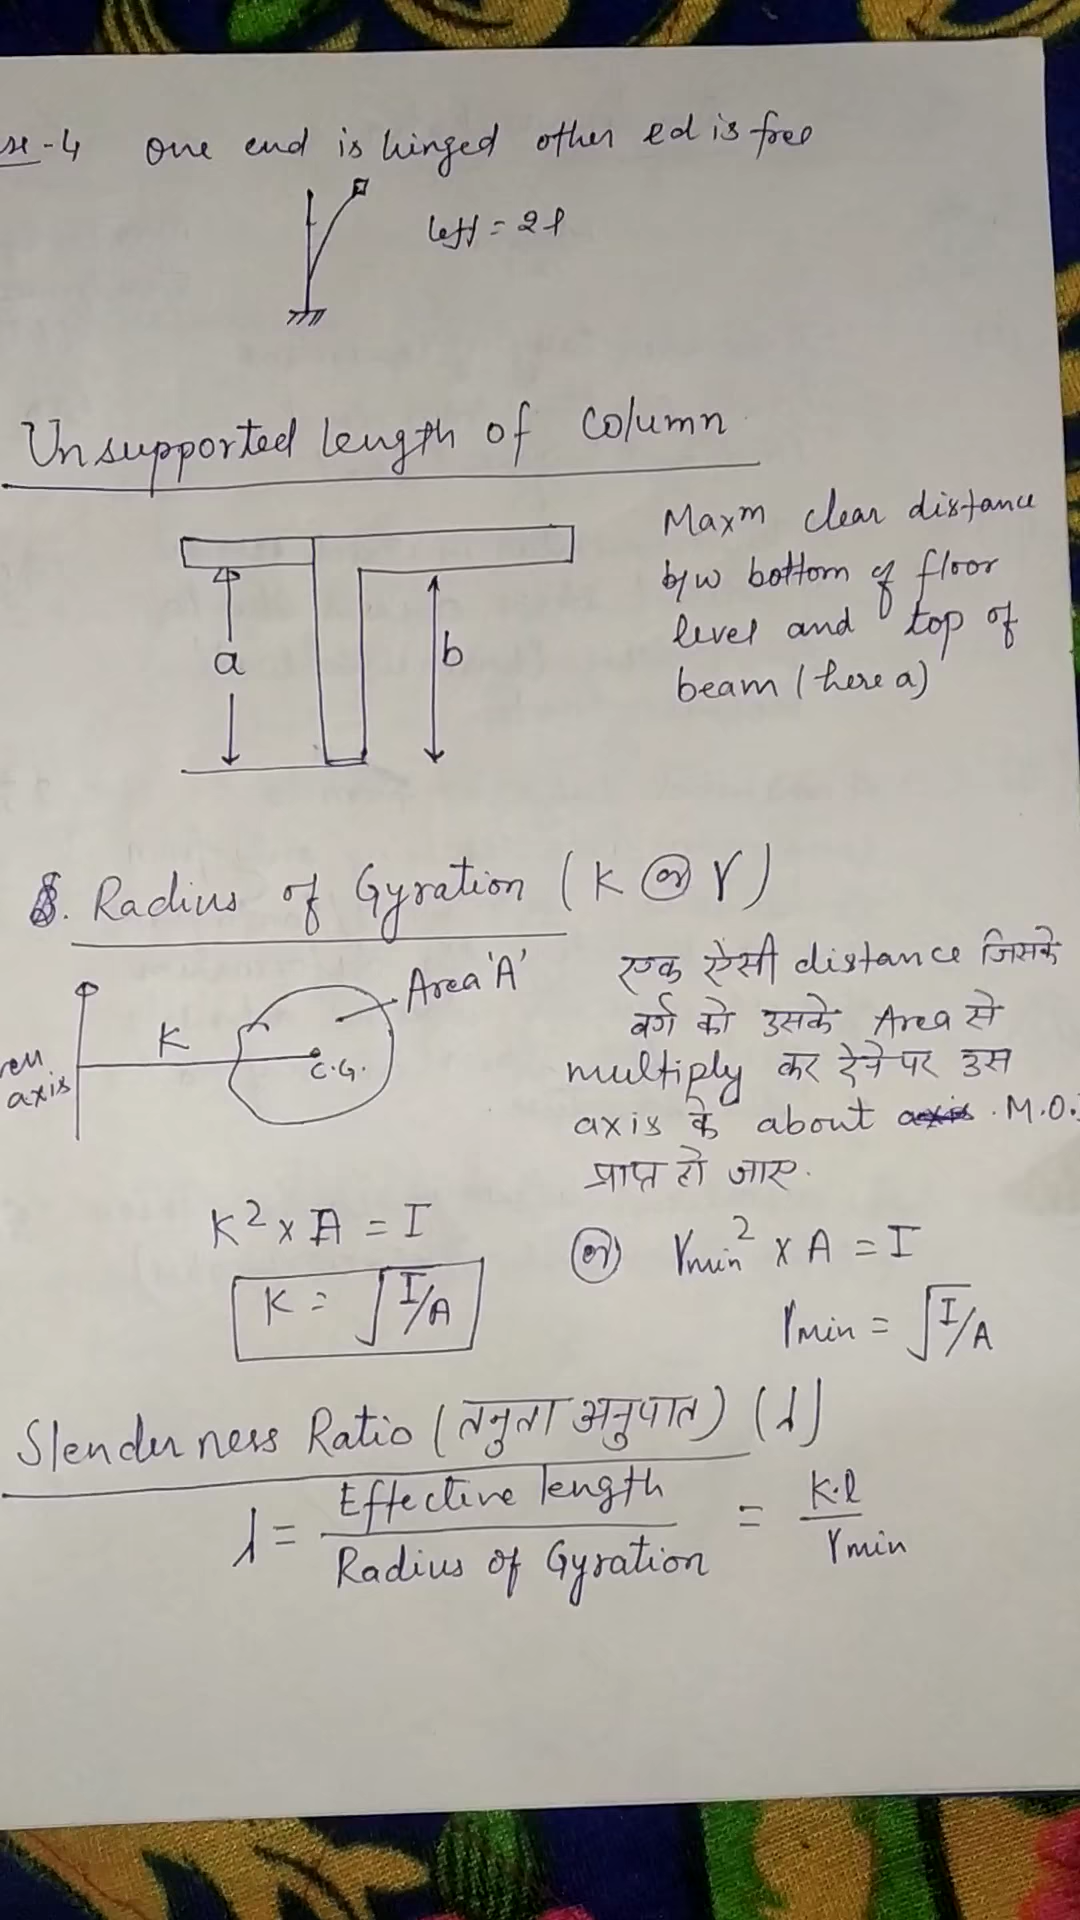 se-4 one end is hinged other ed is free
leff = 2l
Unsupported length of column
Maxm clear distance
b/w bottom of floor
level and top of
beam (here a)
a
b
8. Radius of Gyration (K or r)
Area 'A'
K
C.G.
ven
axis
एक ऐसी distance जिसके
वर्ग को उसके Area से
multiply कर देने पर उस
axis के about M.O.I
प्राप्त हो जाए.
K² x A = I
K = √I/A
or rmin² x A = I
rmin = √I/A
Slenderness Ratio (तनुता अनुपात) (λ)
λ = Effective length / Radius of Gyration = K.l / rmin